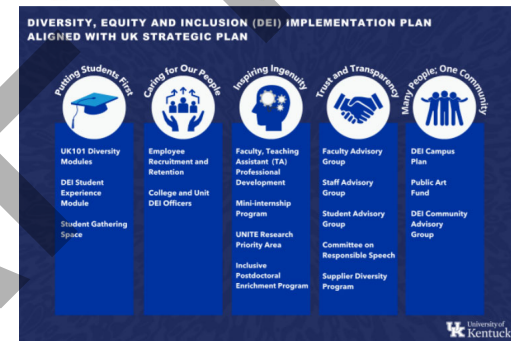 DIVERSITY, EQUITY AND INCLUSION (DEI) IMPLEMENTATION PLAN
ALIGNED WITH UK STRATEGIC PLAN
Putting Students First
UK101 Diversity
Modules
DEI Student
Experience
Module
Student Gathering
Space
Caring for Our People
Employee
Recruitment and
Retention
College and Unit
DEI Officers
Inspiring Ingenuity
Faculty, Teaching
Assistant (TA)
Professional
Development
Mini-internship
Program
UNITE Research
Priority Area
Inclusive
Postdoctoral
Enrichment Program
Trust and Transparency
Faculty Advisory
Group
Staff Advisory
Group
Student Advisory
Group
Committee on
Responsible Speech
Supplier Diversity
Program
Many People; One Community
DEI Campus
Plan
Public Art
Fund
DEI Community
Advisory
Group
UK
University of
Kentuck